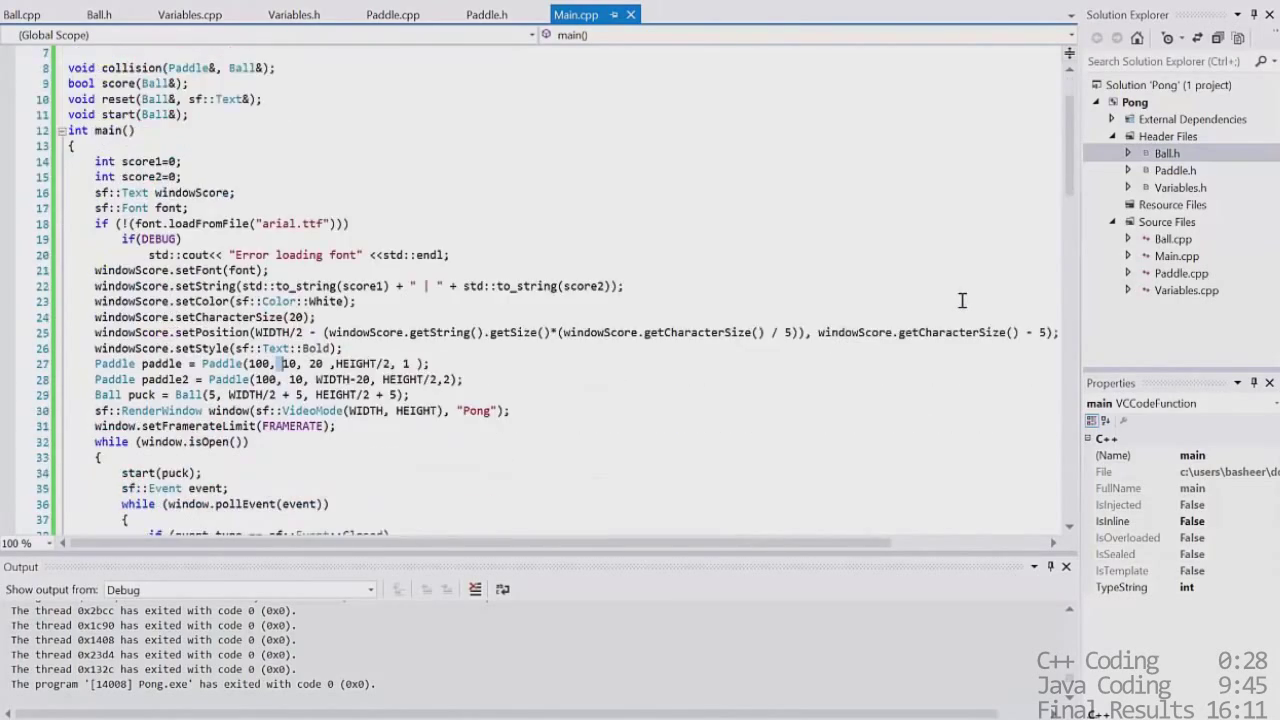 Ball.cpp Ball.h Variables.cpp Variables.h Paddle.cpp Paddle.h Main.cpp
(Global Scope) main()
7
8 void collision(Paddle&, Ball&);
9 bool score(Ball&);
10 void reset(Ball&, sf::Text&);
11 void start(Ball&);
12 int main()
13 {
14 int score1=0;
15 int score2=0;
16 sf::Text windowScore;
17 sf::Font font;
18 if (!(font.loadFromFile("arial.ttf")))
19 if(DEBUG)
20 std::cout<< "Error loading font" <<std::endl;
21 windowScore.setFont(font);
22 windowScore.setString(std::to_string(score1) + " | " + std::to_string(score2));
23 windowScore.setColor(sf::Color::White);
24 windowScore.setCharacterSize(20);
25 windowScore.setPosition(WIDTH/2 - (windowScore.getString().getSize()*(windowScore.getCharacterSize() / 5)), windowScore.getCharacterSize() - 5);
26 windowScore.setStyle(sf::Text::Bold);
27 Paddle paddle = Paddle(100, 10, 20 ,HEIGHT/2, 1 );
28 Paddle paddle2 = Paddle(100, 10, WIDTH-20, HEIGHT/2,2);
29 Ball puck = Ball(5, WIDTH/2 + 5, HEIGHT/2 + 5);
30 sf::RenderWindow window(sf::VideoMode(WIDTH, HEIGHT), "Pong");
31 window.setFramerateLimit(FRAMERATE);
32 while (window.isOpen())
33 {
34 start(puck);
35 sf::Event event;
36 while (window.pollEvent(event))
37 {
100 %
Output
Show output from: Debug
The thread 0x2bcc has exited with code 0 (0x0).
The thread 0x1c90 has exited with code 0 (0x0).
The thread 0x1408 has exited with code 0 (0x0).
The thread 0x23d4 has exited with code 0 (0x0).
The thread 0x132c has exited with code 0 (0x0).
The program '[14008] Pong.exe' has exited with code 0 (0x0).
Solution Explorer
Search Solution Explorer (Ctrl+;)
Solution 'Pong' (1 project)
Pong
External Dependencies
Header Files
Ball.h
Paddle.h
Variables.h
Resource Files
Source Files
Ball.cpp
Main.cpp
Paddle.cpp
Variables.cpp
Properties
main VCCodeFunction
C++
(Name) main
File c:\users\basheer\do
FullName main
IsInjected False
IsInline False
IsOverloaded False
IsSealed False
IsTemplate False
TypeString int
C++
C++ Coding 0:28
Java Coding 9:45
Final Results 16:11